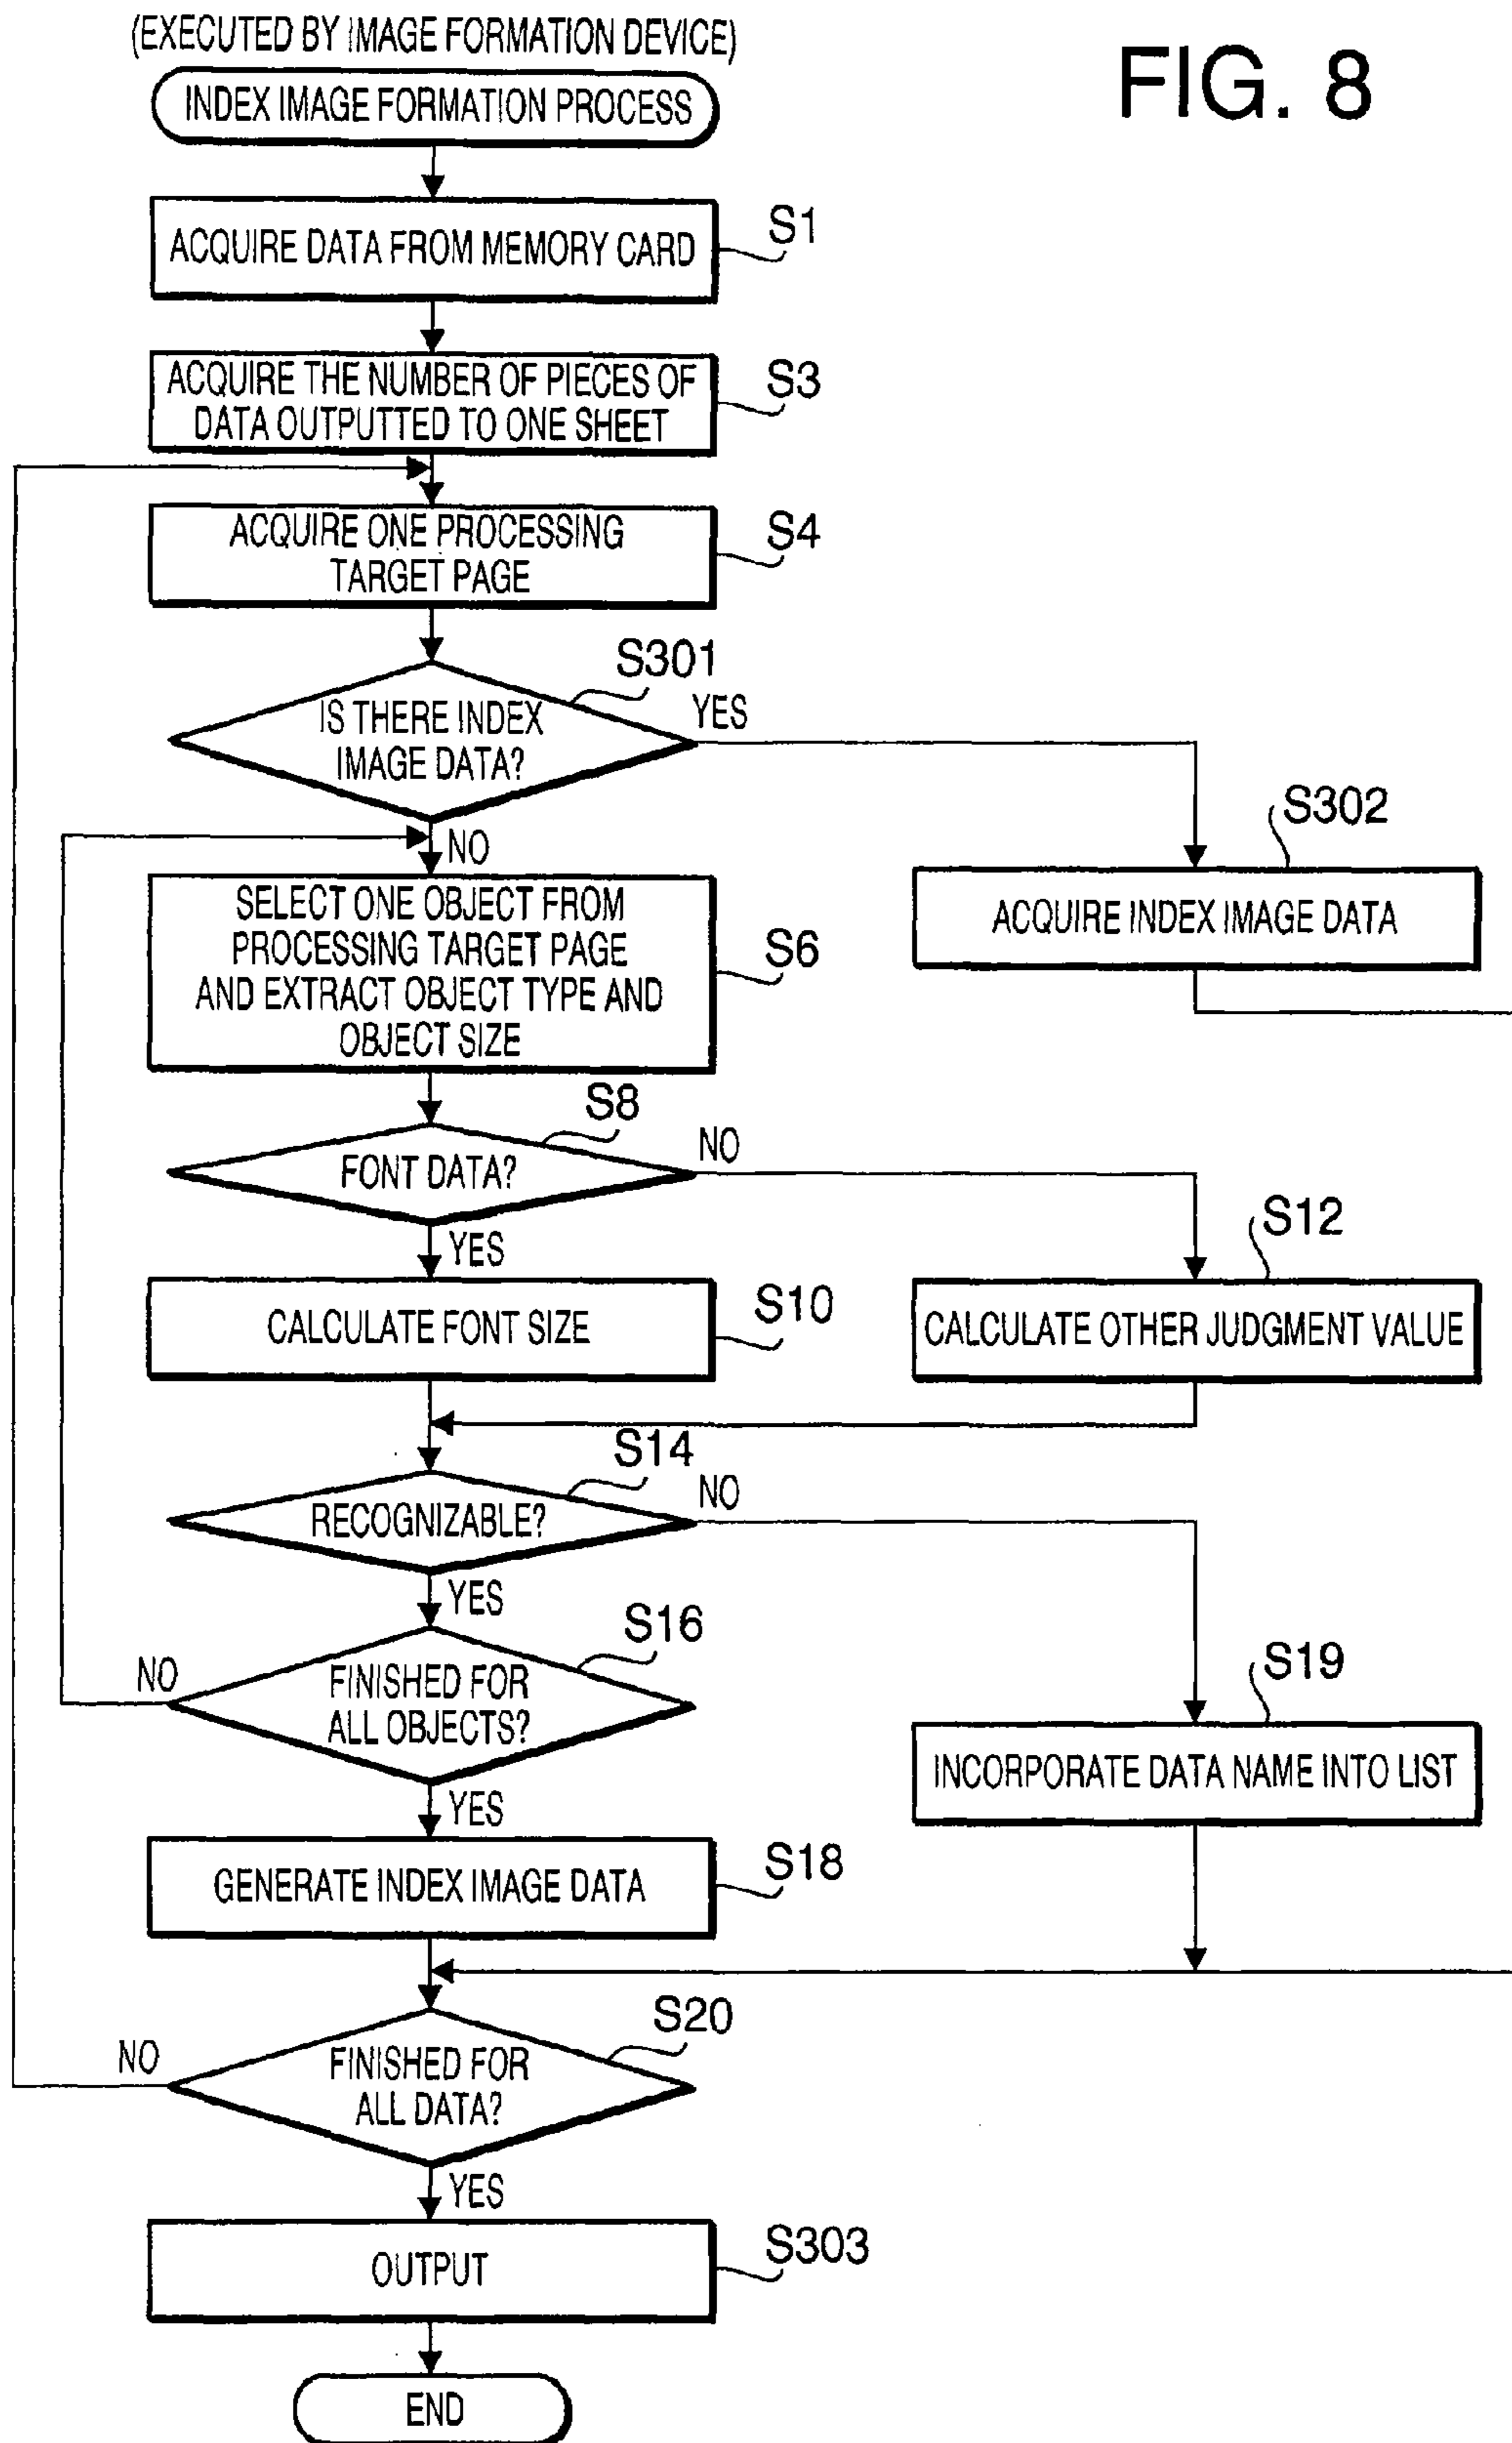 (EXECUTED BY IMAGE FORMATION DEVICE)
FIG. 8
INDEX IMAGE FORMATION PROCESS
S1
ACQUIRE DATA FROM MEMORY CARD
S3
ACQUIRE THE NUMBER OF PIECES OF
DATA OUTPUTTED TO ONE SHEET
S4
ACQUIRE ONE PROCESSING
TARGET PAGE
S301
IS THERE INDEX
IMAGE DATA?
YES
NO
S302
ACQUIRE INDEX IMAGE DATA
SELECT ONE OBJECT FROM
PROCESSING TARGET PAGE
AND EXTRACT OBJECT TYPE AND
OBJECT SIZE
S6
S8
FONT DATA?
NO
YES
S12
CALCULATE OTHER JUDGMENT VALUE
S10
CALCULATE FONT SIZE
S14
RECOGNIZABLE?
NO
YES
S16
FINISHED FOR
ALL OBJECTS?
NO
YES
S19
INCORPORATE DATA NAME INTO LIST
S18
GENERATE INDEX IMAGE DATA
S20
FINISHED FOR
ALL DATA?
NO
YES
S303
OUTPUT
END